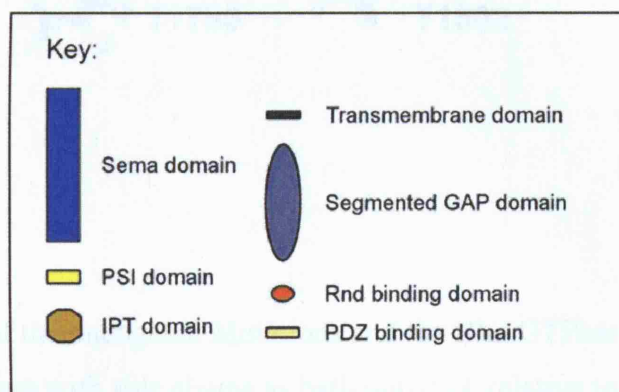 Key:
Sema domain
PSI domain
IPT domain
Transmembrane domain
Segmented GAP domain
Rnd binding domain
PDZ binding domain